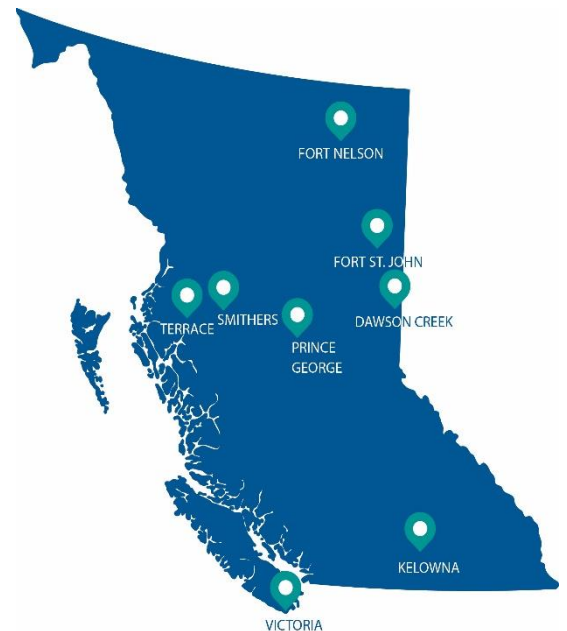 FORT NELSON
FORT ST. JOHN
DAWSON CREEK
TERRACE
SMITHERS
PRINCE
GEORGE
KELOWNA
VICTORIA